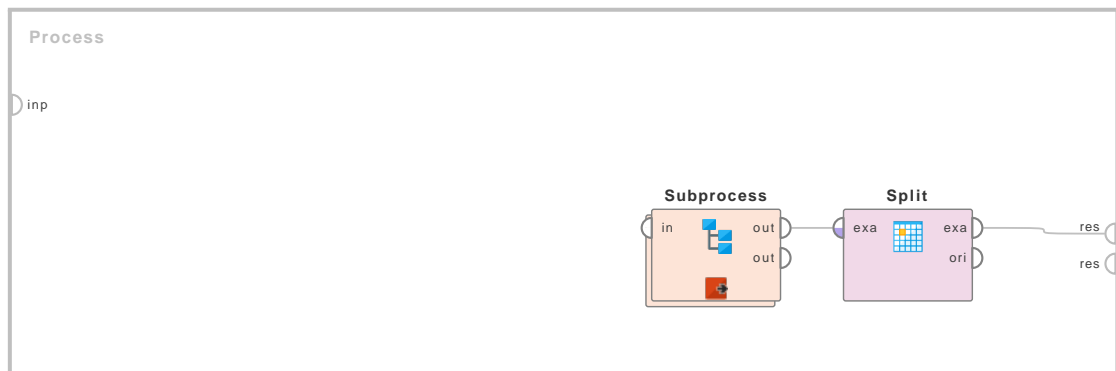 Process
inp
Subprocess
Split
in
out
exa
exa
res
out
ori
res